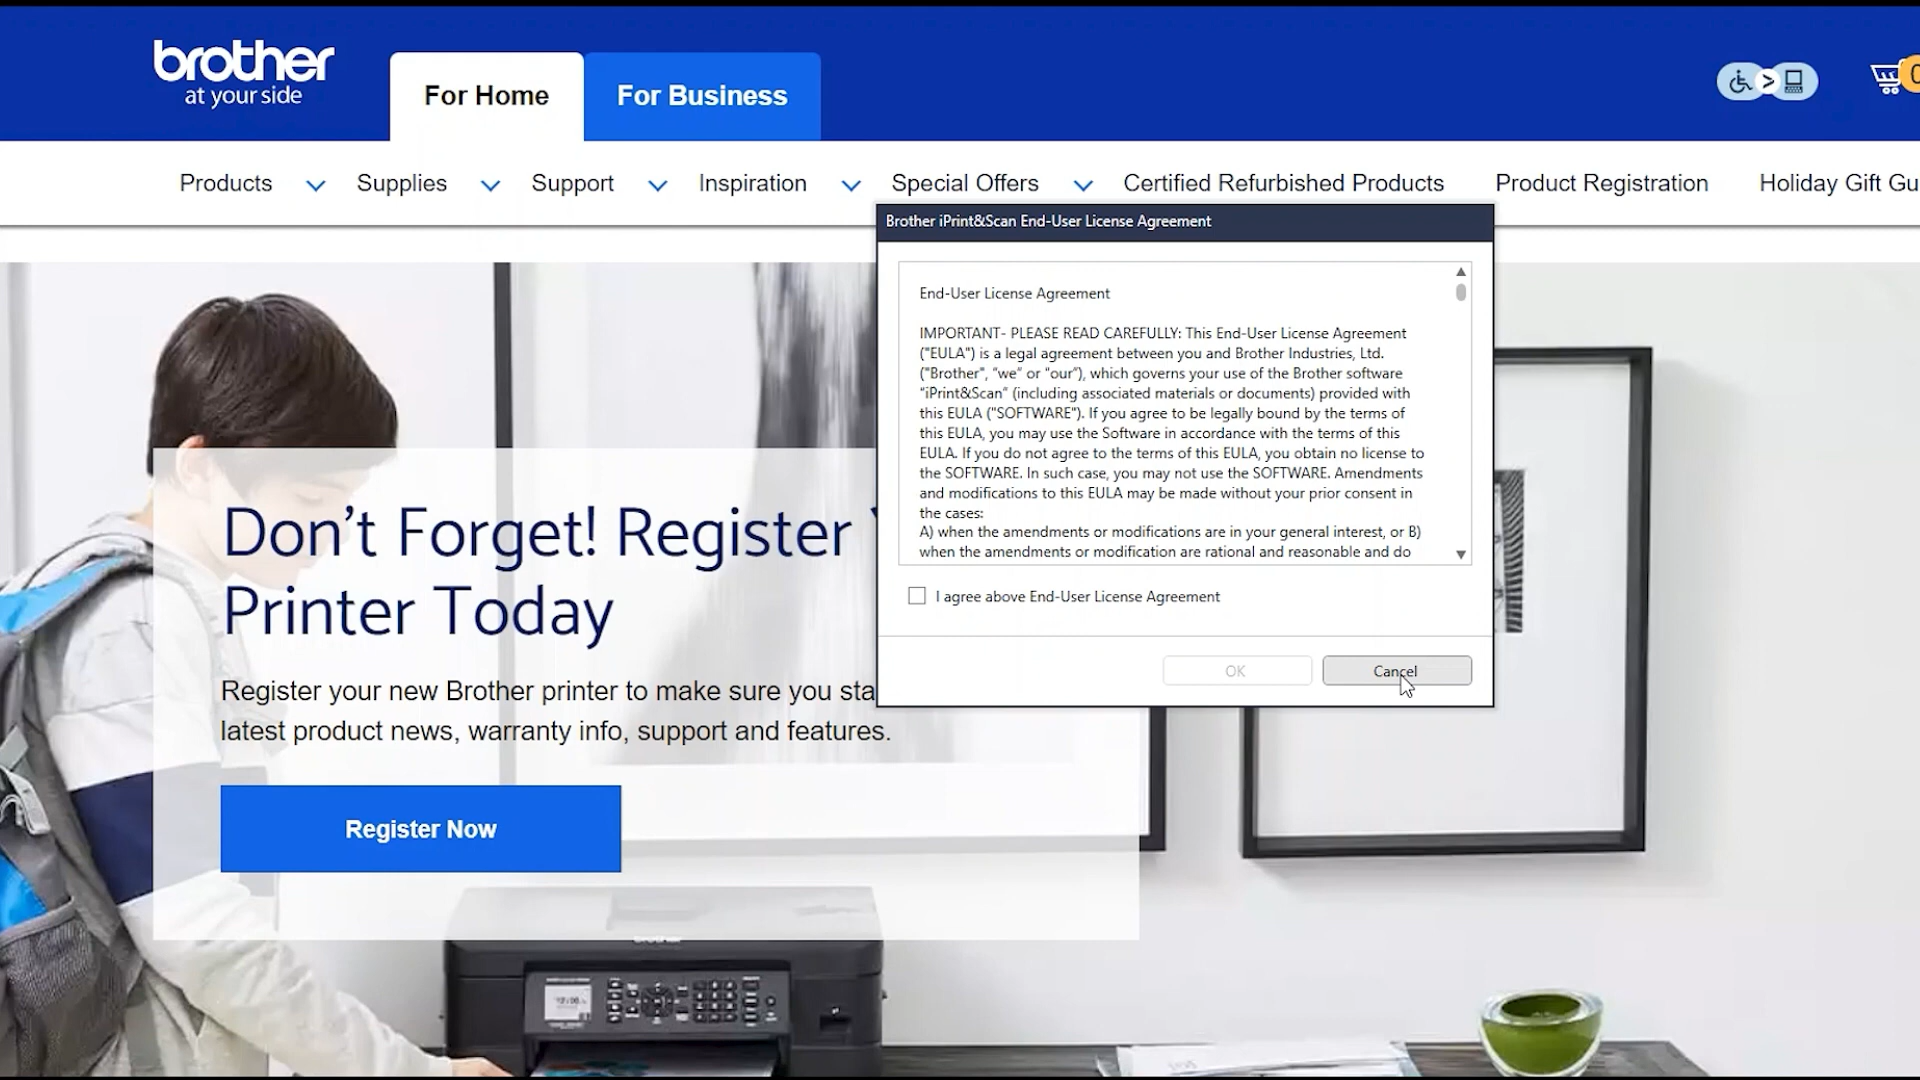 brother
at your side
For Home
For Business
Products
Supplies
Support
Inspiration
Special Offers
Certified Refurbished Products
Product Registration
Holiday Gift Gu
Brother iPrint&Scan End-User License Agreement
End-User License Agreement
IMPORTANT- PLEASE READ CAREFULLY: This End-User License Agreement
("EULA") is a legal agreement between you and Brother Industries, Ltd.
("Brother", "we" or "our"), which governs your use of the Brother software
"iPrint&Scan" (including associated materials or documents) provided with
this EULA ("SOFTWARE"). If you agree to be legally bound by the terms of
this EULA, you may use the Software in accordance with the terms of this
EULA. If you do not agree to the terms of this EULA, you obtain no license to
the SOFTWARE. In such case, you may not use the SOFTWARE. Amendments
and modifications to this EULA may be made without your prior consent in
the cases:
A) when the amendments or modifications are in your general interest, or B)
when the amendments or modification are rational and reasonable and do
I agree above End-User License Agreement
OK
Cancel
Don't Forget! Register
Printer Today
Register your new Brother printer to make sure you sta
latest product news, warranty info, support and features.
Register Now
brother